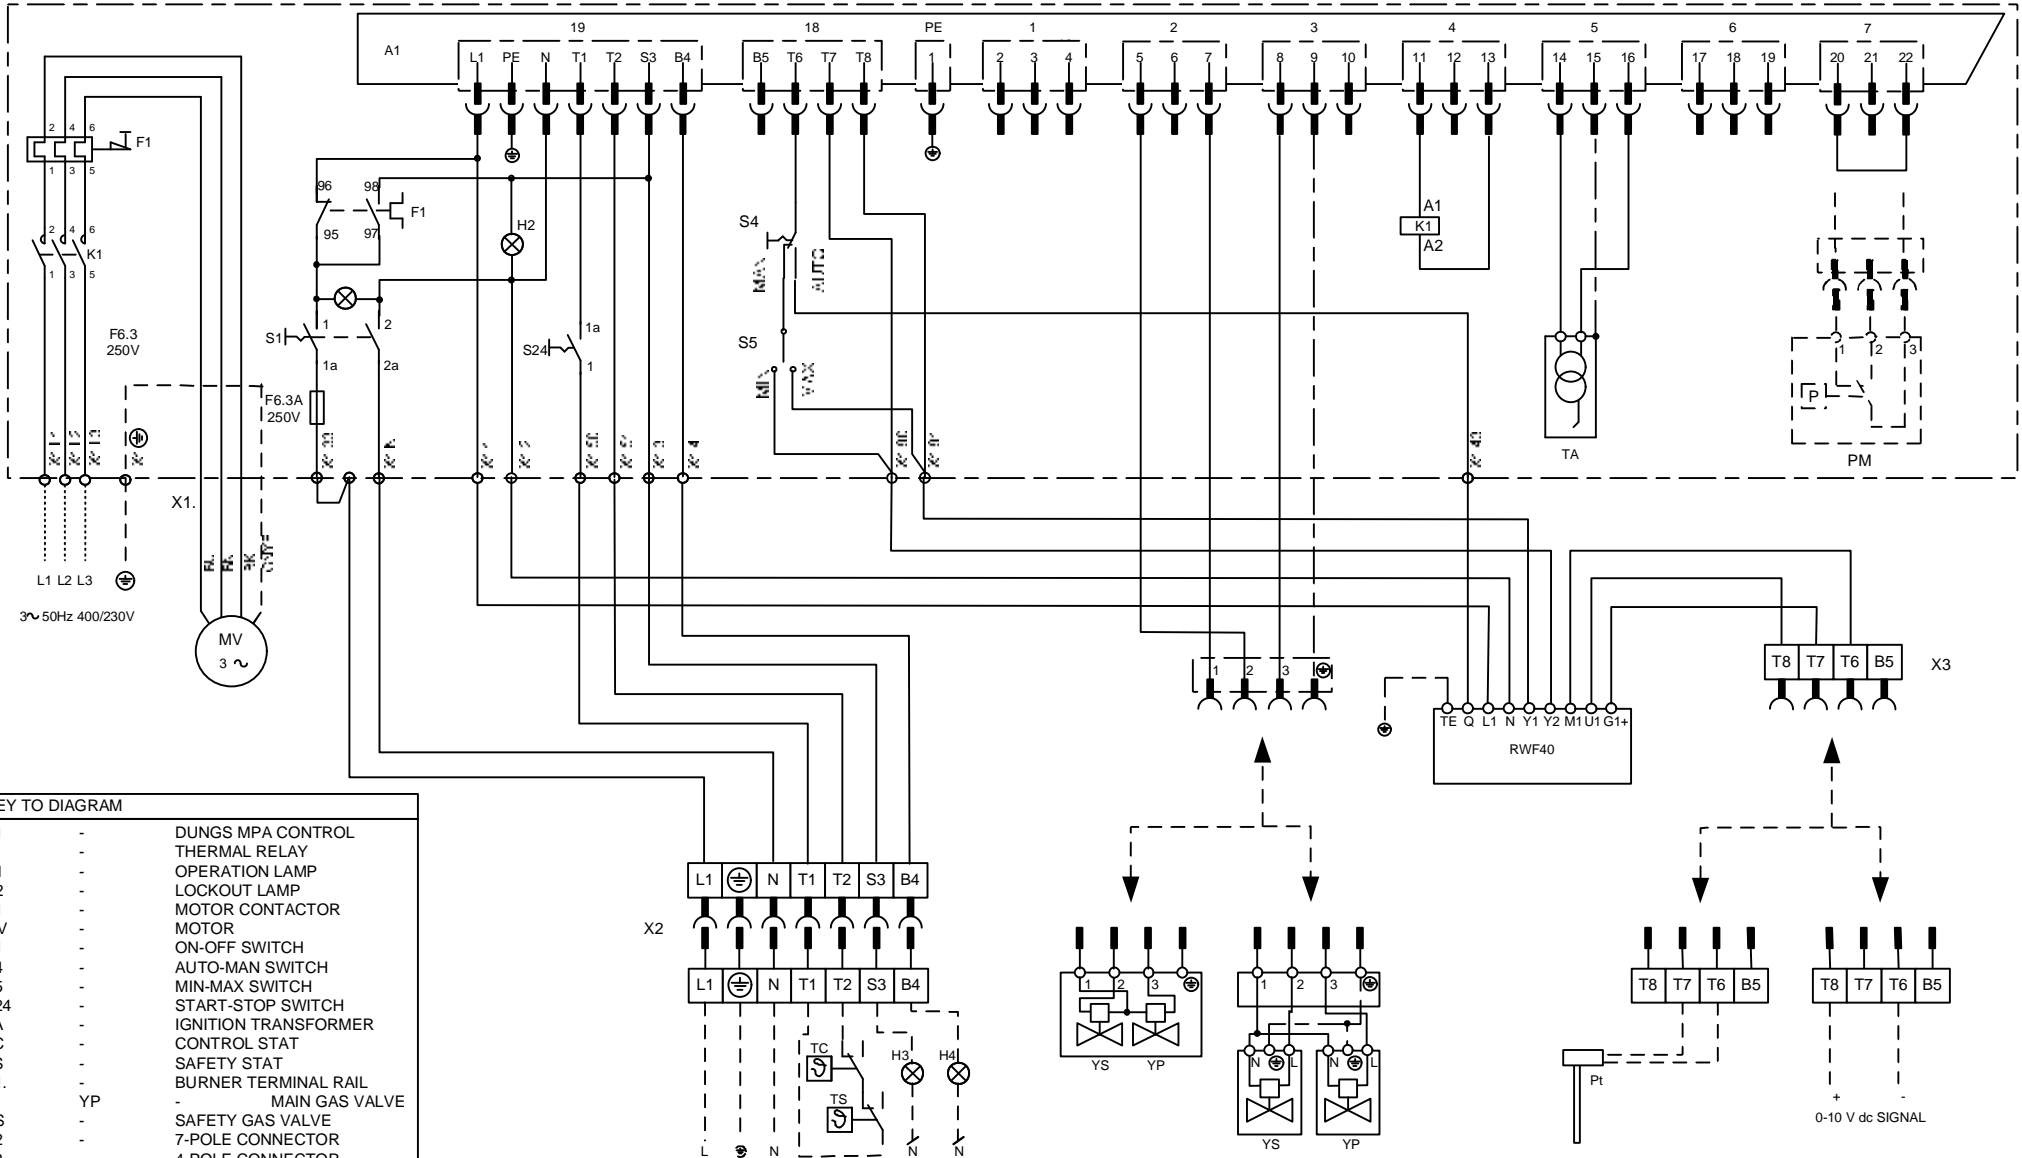 19 18 PE 1 2 3 4 5 6 7
A1
L1 PE N T1 T2 S3 B4
B5 T6 T7 T8
1
2 3 4
5 6 7
8 9 10
11 12 13
14 15 16
17 18 19
20 21 22
2 4 6
F1
1 3 5
96 98
F1
95 97
H2
2 4 6
K1
1 3 5
S4
AUTO
A1
K1
A2
F6.3
250V
S1
1 2
1a 2a
S24
1a
1
S5
F6.3A
250V
TA
1 2 3
P
PM
X1.
L1 L2 L3
3~ 50Hz 400/230V
MV
3 ~
1 2 3
T8 T7 T6 B5
X3
TE Q L1 N Y1 Y2 M1 U1 G1+
RWF40
EY TO DIAGRAM
- DUNGS MPA CONTROL
- THERMAL RELAY
- OPERATION LAMP
2 - LOCKOUT LAMP
- MOTOR CONTACTOR
V - MOTOR
- ON-OFF SWITCH
4 - AUTO-MAN SWITCH
5 - MIN-MAX SWITCH
24 - START-STOP SWITCH
A - IGNITION TRANSFORMER
C - CONTROL STAT
S - SAFETY STAT
. - BURNER TERMINAL RAIL
YP - MAIN GAS VALVE
S - SAFETY GAS VALVE
2 - 7-POLE CONNECTOR
- 4-POLE CONNECTOR
L1 N T1 T2 S3 B4
X2
L1 N T1 T2 S3 B4
TC
TS
H3 H4
L N N N
1 2 3
YS YP
1 2 3
N L N L
YS YP
T8 T7 T6 B5
Pt
T8 T7 T6 B5
+ -
0-10 V dc SIGNAL